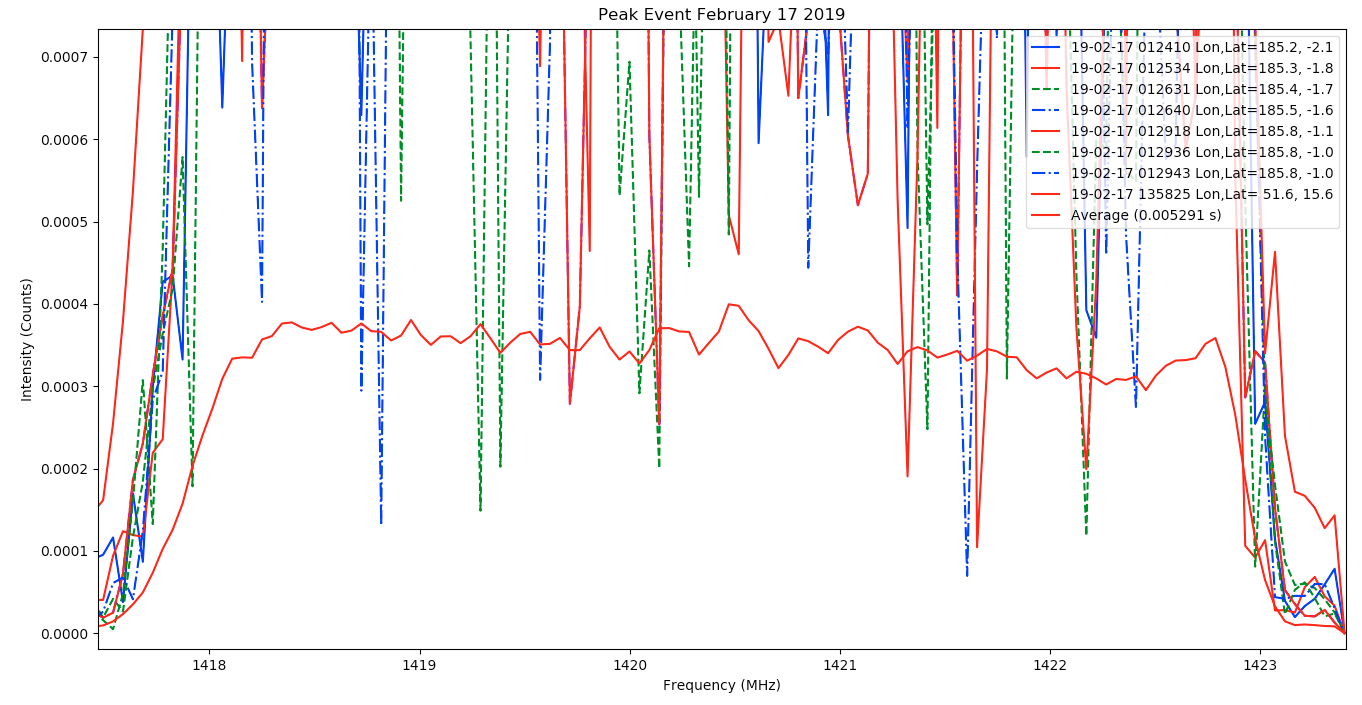 Peak Event February 17 2019
0.0007
0.0006
0.0005
0.0004
0.0003
0.0002
0.0001
0.0000
Intensity (Counts)
19-02-17 012410 Lon,Lat=185.2, -2.1
19-02-17 012534 Lon,Lat=185.3, -1.8
19-02-17 012631 Lon,Lat=185.4, -1.7
19-02-17 012640 Lon,Lat=185.5, -1.6
19-02-17 012918 Lon,Lat=185.8, -1.1
19-02-17 012936 Lon,Lat=185.8, -1.0
19-02-17 012943 Lon,Lat=185.8, -1.0
19-02-17 135825 Lon,Lat= 51.6, 15.6
Average (0.005291 s)
1418 1419 1420 1421 1422 1423
Frequency (MHz)